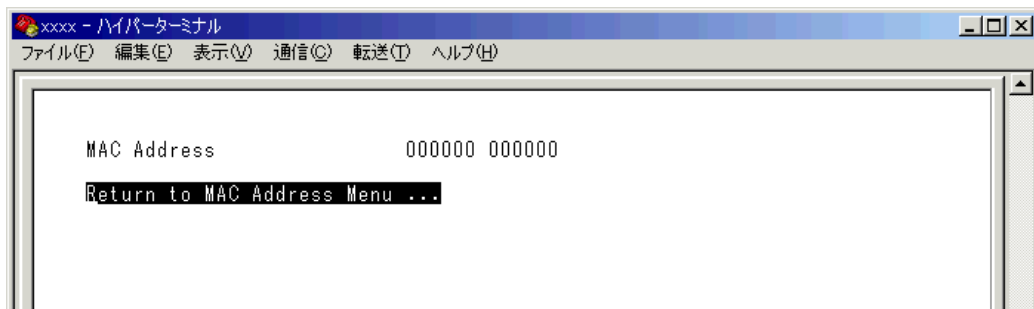 xxxx - ハイパーターミナル
ファイル(F) 編集(E) 表示(V) 通信(C) 転送(T) ヘルプ(H)
MAC Address 000000 000000
Return to MAC Address Menu ...